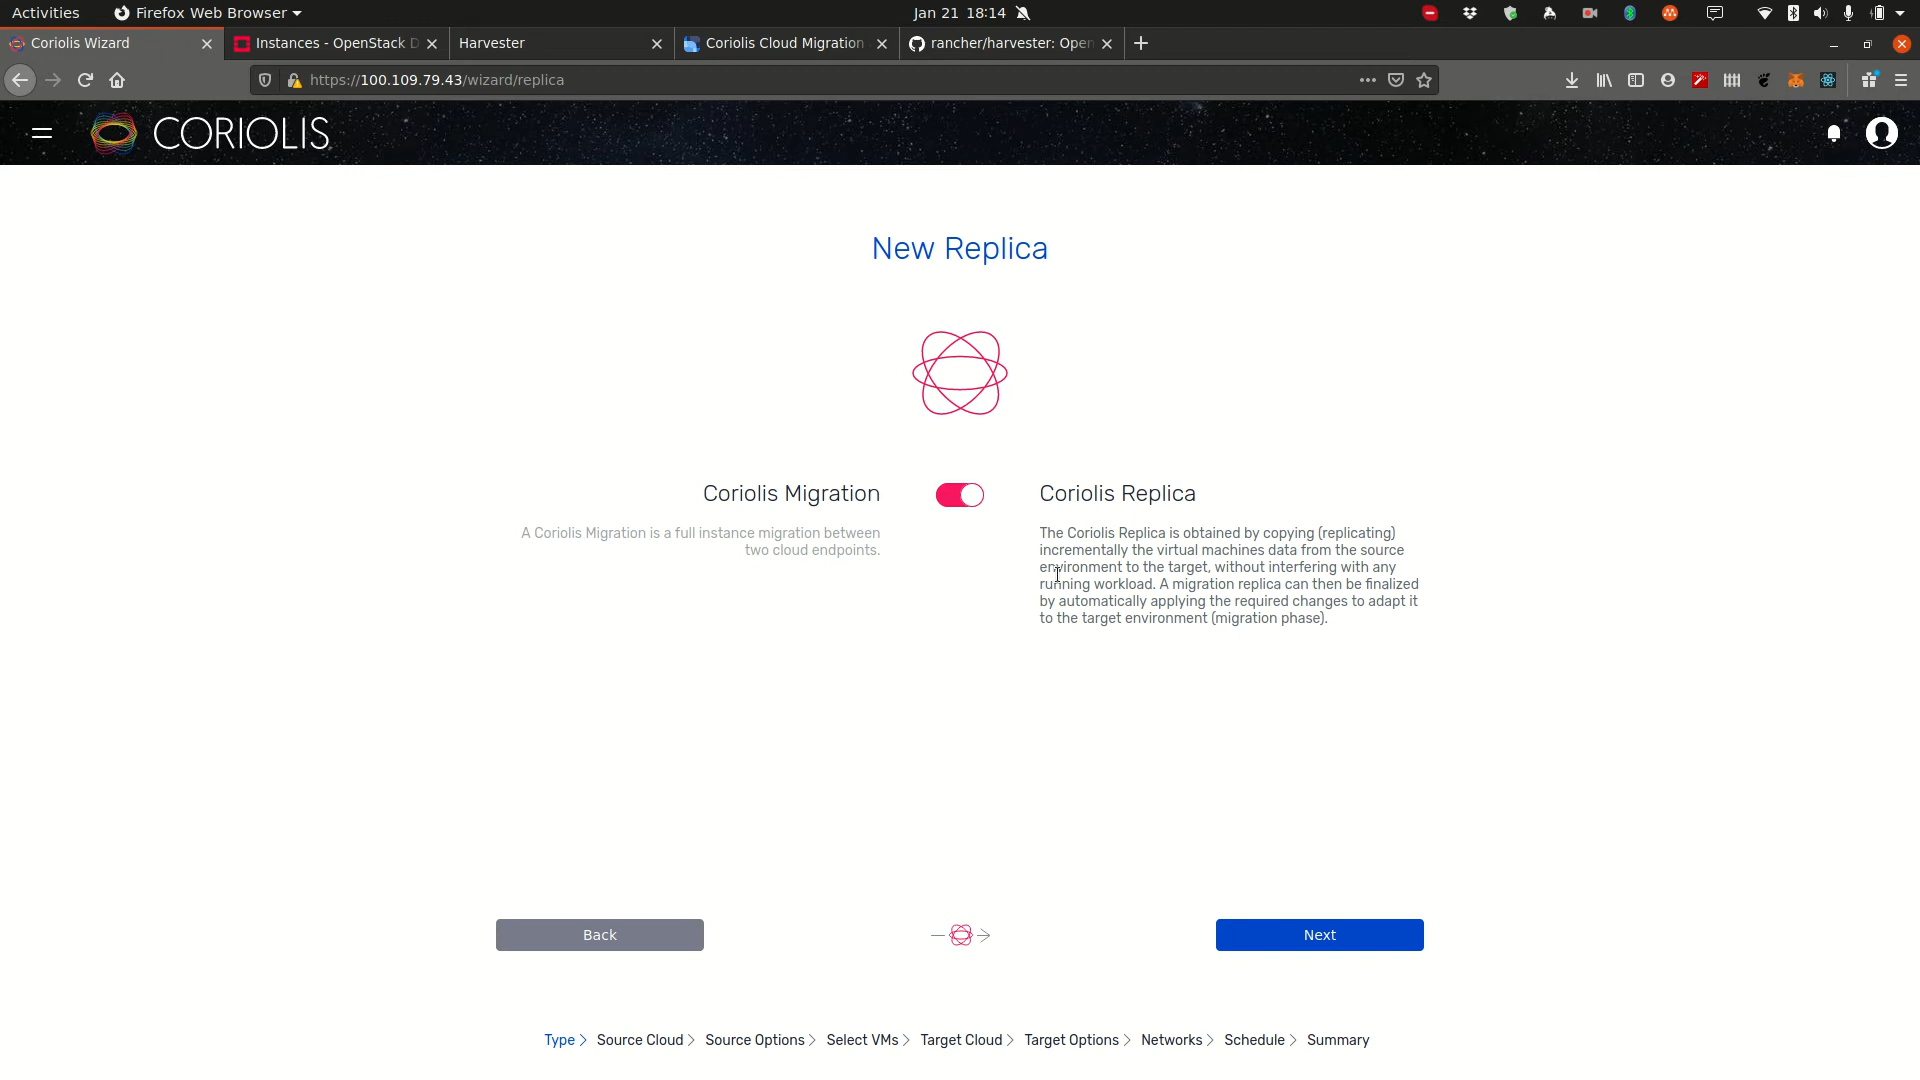 Activities Firefox Web Browser Jan 21 18:14
Coriolis Wizard Instances - OpenStack D Harvester Coriolis Cloud Migration rancher/harvester: Open
https://100.109.79.43/wizard/replica
CORIOLIS
New Replica
Coriolis Migration
A Coriolis Migration is a full instance migration between
two cloud endpoints.
Coriolis Replica
The Coriolis Replica is obtained by copying (replicating)
incrementally the virtual machines data from the source
environment to the target, without interfering with any
running workload. A migration replica can then be finalized
by automatically applying the required changes to adapt it
to the target environment (migration phase).
Back Next
Type Source Cloud Source Options Select VMs Target Cloud Target Options Networks Schedule Summary